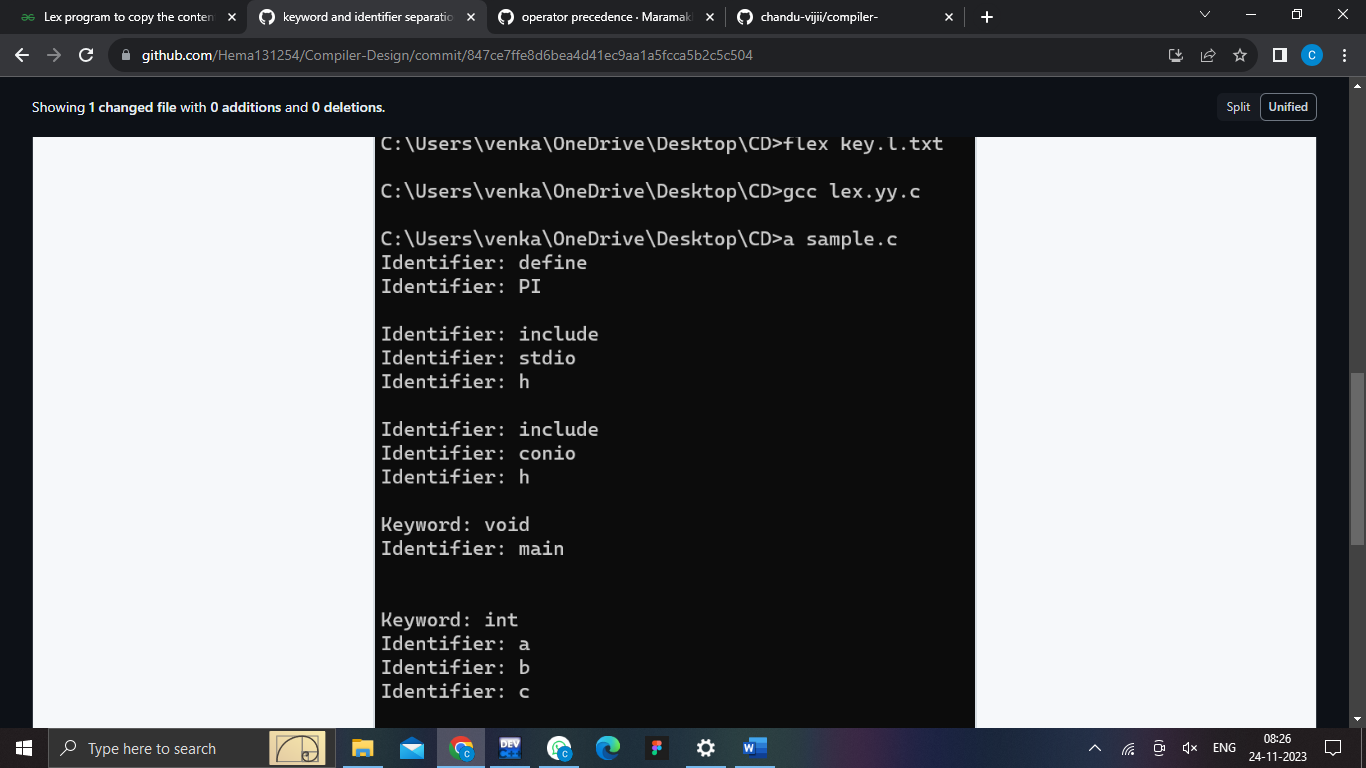 Lex program to copy the conten
keyword and identifier separatio
operator precedence · Maramak
chandu-vijii/compiler-
github.com/Hema131254/Compiler-Design/commit/847ce7ffe8d6bea4d41ec9aa1a5fcca5b2c5c504
C
Showing 1 changed file with 0 additions and 0 deletions.
Split Unified
C:\Users\venka\OneDrive\Desktop\CD>flex key.l.txt
C:\Users\venka\OneDrive\Desktop\CD>gcc lex.yy.c
C:\Users\venka\OneDrive\Desktop\CD>a sample.c
Identifier: define
Identifier: PI
Identifier: include
Identifier: stdio
Identifier: h
Identifier: include
Identifier: conio
Identifier: h
Keyword: void
Identifier: main
Keyword: int
Identifier: a
Identifier: b
Identifier: c
Type here to search
C
DEV
C
W
ENG
08:26
24-11-2023